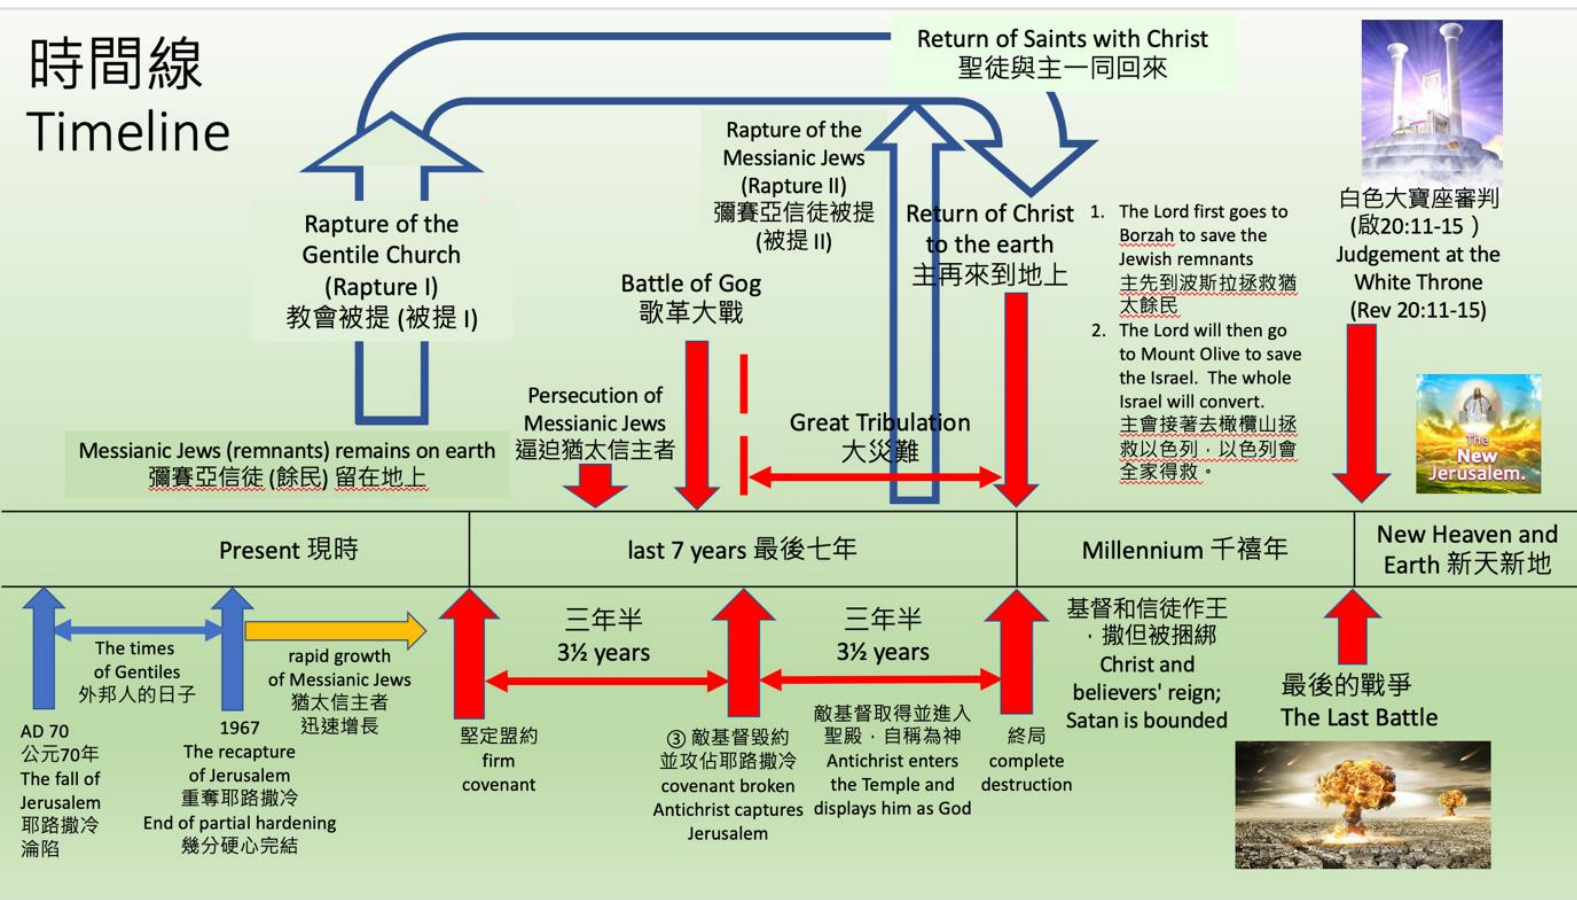 時間線
Timeline
Return of Saints with Christ
聖徒與主一同回來
Rapture of the
Gentile Church
(Rapture I)
教會被提 (被提 I)
Rapture of the
Messianic Jews
(Rapture II)
彌賽亞信徒被提
(被提 II)
Return of Christ
to the earth
主再來到地上
1. The Lord first goes to
Borzah to save the
Jewish remnants
主先到波斯拉拯救猶
太餘民
2. The Lord will then go
to Mount Olive to save
the Israel. The whole
Israel will convert.
主會接著去橄欖山拯
救以色列，以色列會
全家得救。
白色大寶座審判
(啟20:11-15 )
Judgement at the
White Throne
(Rev 20:11-15)
The
New
Jerusalem.
Battle of Gog
歌革大戰
Persecution of
Messianic Jews
逼迫猶太信主者
Great Tribulation
大災難
Messianic Jews (remnants) remains on earth
彌賽亞信徒 (餘民) 留在地上
Present 現時
last 7 years 最後七年
Millennium 千禧年
New Heaven and
Earth 新天新地
The times
of Gentiles
外邦人的日子
AD 70
公元70年
The fall of
Jerusalem
耶路撒冷
淪陷
rapid growth
of Messianic Jews
猶太信主者
迅速增長
1967
The recapture
of Jerusalem
重奪耶路撒冷
End of partial hardening
幾分硬心完結
三年半
3½ years
三年半
3½ years
堅定盟約
firm
covenant
③ 敵基督毀約
並攻佔耶路撒冷
covenant broken
Antichrist captures
Jerusalem
敵基督取得並進入
聖殿，自稱為神
Antichrist enters
the Temple and
displays him as God
終局
complete
destruction
基督和信徒作王
，撒但被捆綁
Christ and
believers' reign;
Satan is bounded
最後的戰爭
The Last Battle